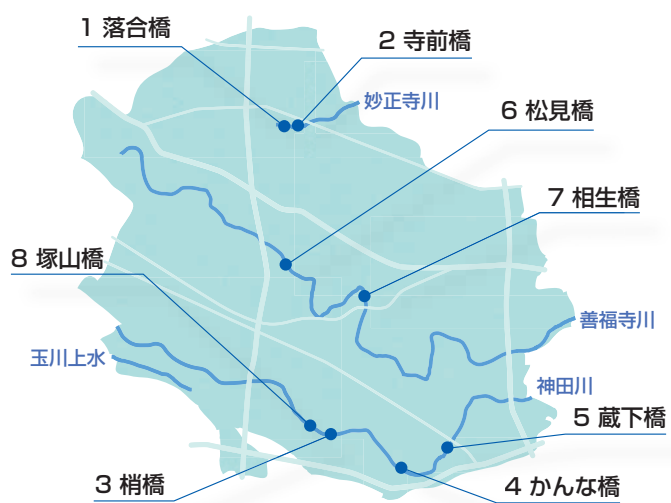 1 落合橋
2 寺前橋
妙正寺川
6 松見橋
7 相生橋
8 塚山橋
善福寺川
玉川上水
神田川
5 蔵下橋
3 梢橋
4 かんな橋